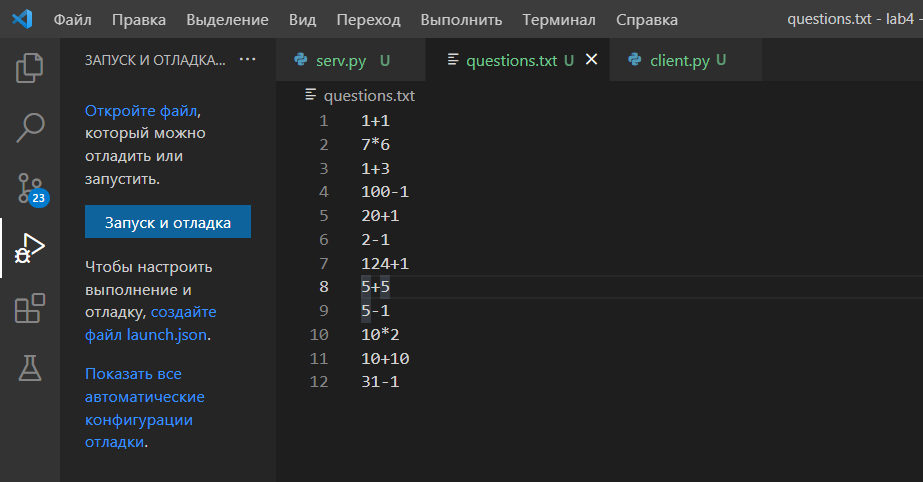 Файл Правка Выделение Вид Переход Выполнить Терминал Справка questions.txt - lab4 -
ЗАПУСК И ОТЛАДКА... ···
serv.py U questions.txt U × client.py U
questions.txt
Откройте файл,
который можно
отладить или
запустить.
Запуск и отладка
Чтобы настроить
выполнение и
отладку, создайте
файл launch.json.
Показать все
автоматические
конфигурации
отладки.
23
1 1+1
2 7*6
3 1+3
4 100-1
5 20+1
6 2-1
7 124+1
8 5+5
9 5-1
10 10*2
11 10+10
12 31-1